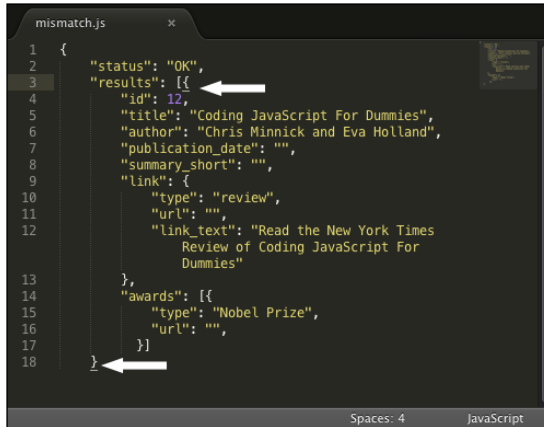 mismatch.js ×
1 {
2 "status": "OK",
3 "results": [{
4 "id": 12,
5 "title": "Coding JavaScript For Dummies",
6 "author": "Chris Minnick and Eva Holland",
7 "publication_date": "",
8 "summary_short": "",
9 "link": {
10 "type": "review",
11 "url": "",
12 "link_text": "Read the New York Times
Review of Coding JavaScript For
Dummies"
13 },
14 "awards": [{
15 "type": "Nobel Prize",
16 "url": "",
17 }]
18 }
Spaces: 4 JavaScript